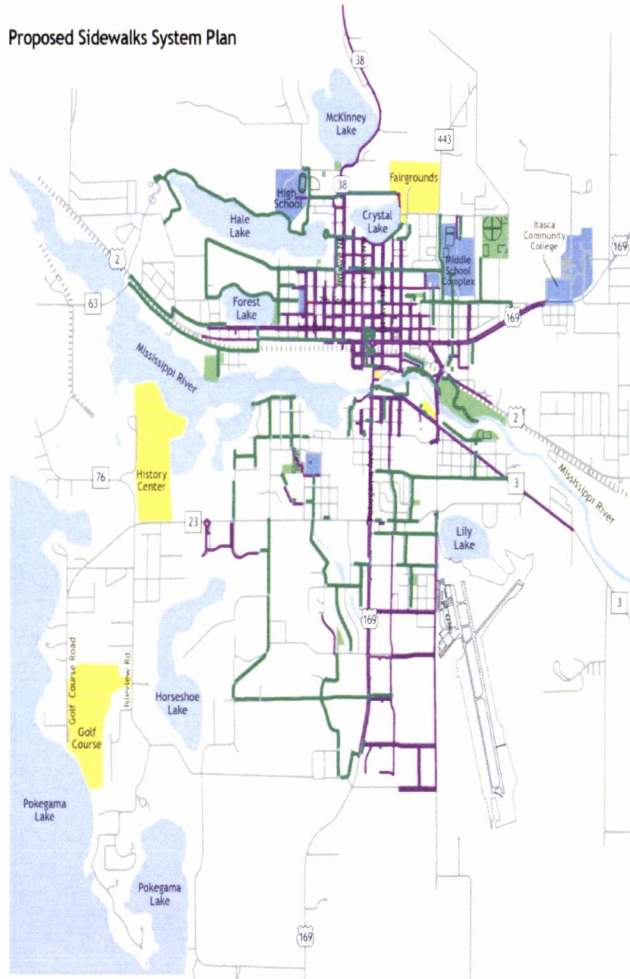 Proposed Sidewalks System Plan
38
McKinney
Lake
443
Fairgrounds
High
School
38
Crystal
Lake
Hale
Lake
Itasca
Community
College
169
Middle
School
Complex
2
63
Forest
Lake
169
Mississippi River
2
Mississippi River
76
History
Center
3
23
Lily
Lake
3
169
Golf Course Road
Isleview Rd.
Horseshoe
Lake
Golf
Course
Pokegama
Lake
Pokegama
Lake
169